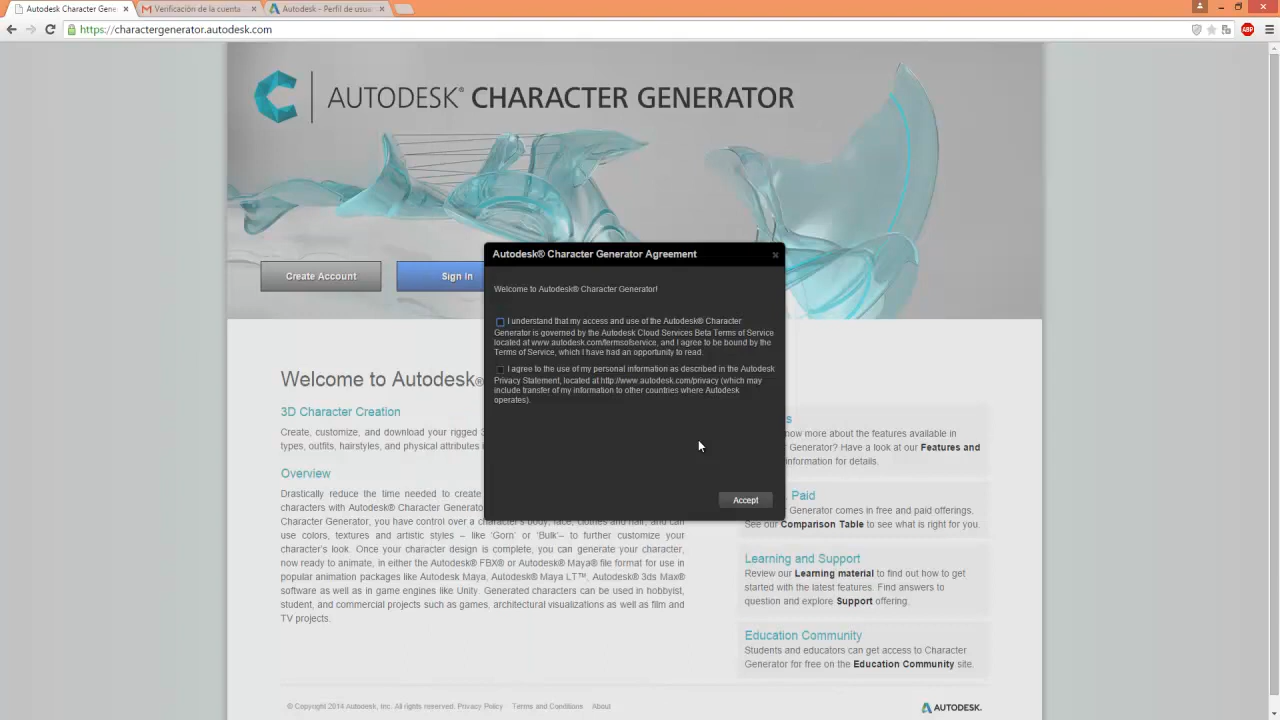 Autodesk Character Gene
Verificación de la cuenta
Autodesk - Perfil de usua
https://charactergenerator.autodesk.com
ABP
AUTODESK® CHARACTER GENERATOR
Create Account
Sign In
Autodesk® Character Generator Agreement
Welcome to Autodesk® Character Generator!
I understand that my access and use of the Autodesk® Character
Generator is governed by the Autodesk Cloud Services Beta Terms of Service
located at www.autodesk.com/termsofservice, and I agree to be bound by the
Terms of Service, which I have had an opportunity to read.
I agree to the use of my personal information as described in the Autodesk
Privacy Statement, located at http://www.autodesk.com/privacy (which may
include transfer of my information to other countries where Autodesk
operates).
Accept
Welcome to Autodesk®
3D Character Creation
Create, customize, and download your rigged 3
types, outfits, hairstyles, and physical attributes i
Overview
Drastically reduce the time needed to create
characters with Autodesk® Character Generato
Character Generator, you have control over a character's body, face, clothes and hair, and can
use colors, textures and artistic styles – like 'Gorn' or 'Bulk'– to further customize your
character's look. Once your character design is complete, you can generate your character,
now ready to animate, in either the Autodesk® FBX® or Autodesk® Maya® file format for use in
popular animation packages like Autodesk Maya, Autodesk® Maya LT™, Autodesk® 3ds Max®
software as well as in game engines like Unity. Generated characters can be used in hobbyist,
student, and commercial projects such as games, architectural visualizations as well as film and
TV projects.
s
now more about the features available in
Generator? Have a look at our Features and
information for details.
Paid
Generator comes in free and paid offerings.
See our Comparison Table to see what is right for you.
Learning and Support
Review our Learning material to find out how to get
started with the latest features. Find answers to
question and explore Support offering.
Education Community
Students and educators can get access to Character
Generator for free on the Education Community site.
© Copyright 2014 Autodesk, Inc. All rights reserved. Privacy Policy Terms and Conditions About
AUTODESK.